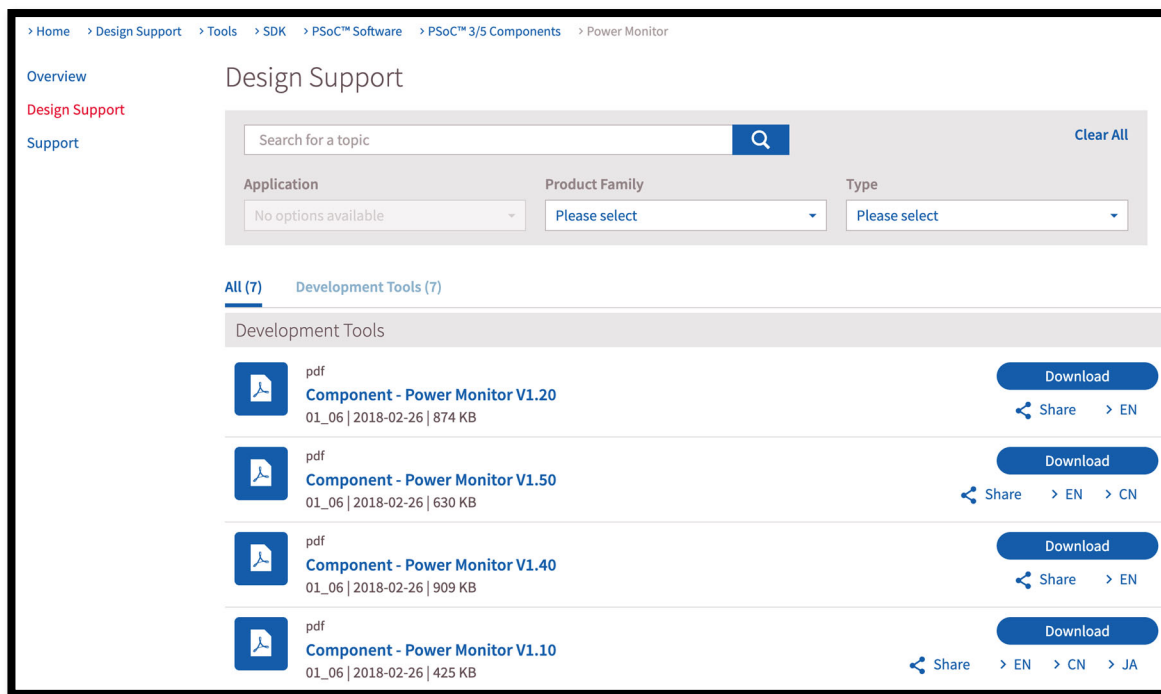 > Home > Design Support > Tools > SDK > PSoC™ Software > PSoC™ 3/5 Components > Power Monitor
Overview
Design Support
Support
Design Support
Search for a topic
Clear All
Application Product Family Type
No options available Please select Please select
All (7) Development Tools (7)
Development Tools
pdf
Component - Power Monitor V1.20
01_06 | 2018-02-26 | 874 KB
Download
Share > EN
pdf
Component - Power Monitor V1.50
01_06 | 2018-02-26 | 630 KB
Download
Share > EN > CN
pdf
Component - Power Monitor V1.40
01_06 | 2018-02-26 | 909 KB
Download
Share > EN
pdf
Component - Power Monitor V1.10
01_06 | 2018-02-26 | 425 KB
Download
Share > EN > CN > JA